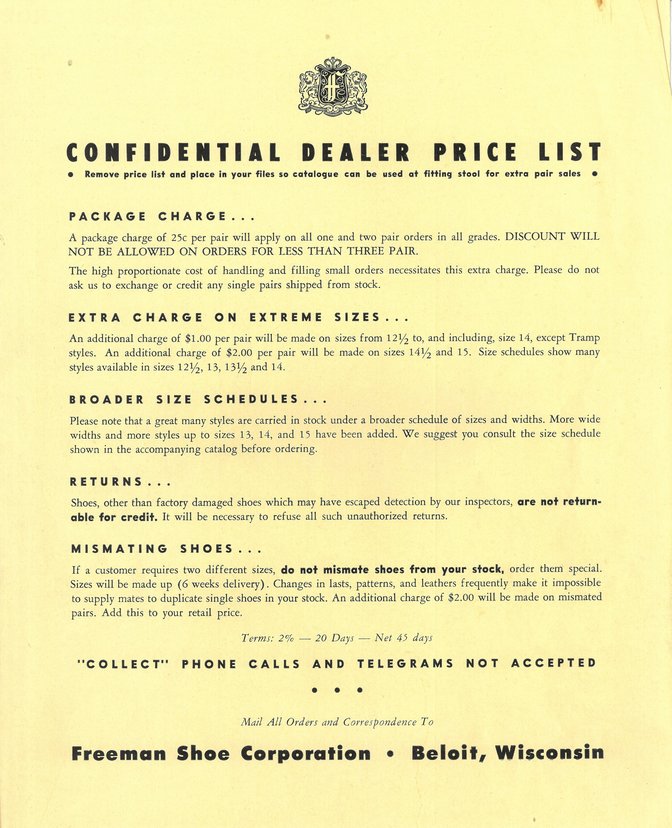 F
CONFIDENTIAL DEALER PRICE LIST
• Remove price list and place in your files so catalogue can be used at fitting stool for extra pair sales •
PACKAGE CHARGE...
A package charge of 25c per pair will apply on all one and two pair orders in all grades. DISCOUNT WILL
NOT BE ALLOWED ON ORDERS FOR LESS THAN THREE PAIR.
The high proportionate cost of handling and filling small orders necessitates this extra charge. Please do not
ask us to exchange or credit any single pairs shipped from stock.
EXTRA CHARGE ON EXTREME SIZES...
An additional charge of $1.00 per pair will be made on sizes from 12½ to, and including, size 14, except Tramp
styles. An additional charge of $2.00 per pair will be made on sizes 14½ and 15. Size schedules show many
styles available in sizes 12½, 13, 13½ and 14.
BROADER SIZE SCHEDULES...
Please note that a great many styles are carried in stock under a broader schedule of sizes and widths. More wide
widths and more styles up to sizes 13, 14, and 15 have been added. We suggest you consult the size schedule
shown in the accompanying catalog before ordering.
RETURNS...
Shoes, other than factory damaged shoes which may have escaped detection by our inspectors, are not return-
able for credit. It will be necessary to refuse all such unauthorized returns.
MISMATING SHOES...
If a customer requires two different sizes, do not mismate shoes from your stock, order them special.
Sizes will be made up (6 weeks delivery). Changes in lasts, patterns, and leathers frequently make it impossible
to supply mates to duplicate single shoes in your stock. An additional charge of $2.00 will be made on mismated
pairs. Add this to your retail price.
Terms: 2% — 20 Days — Net 45 days
"COLLECT" PHONE CALLS AND TELEGRAMS NOT ACCEPTED
• • •
Mail All Orders and Correspondence To
Freeman Shoe Corporation • Beloit, Wisconsin